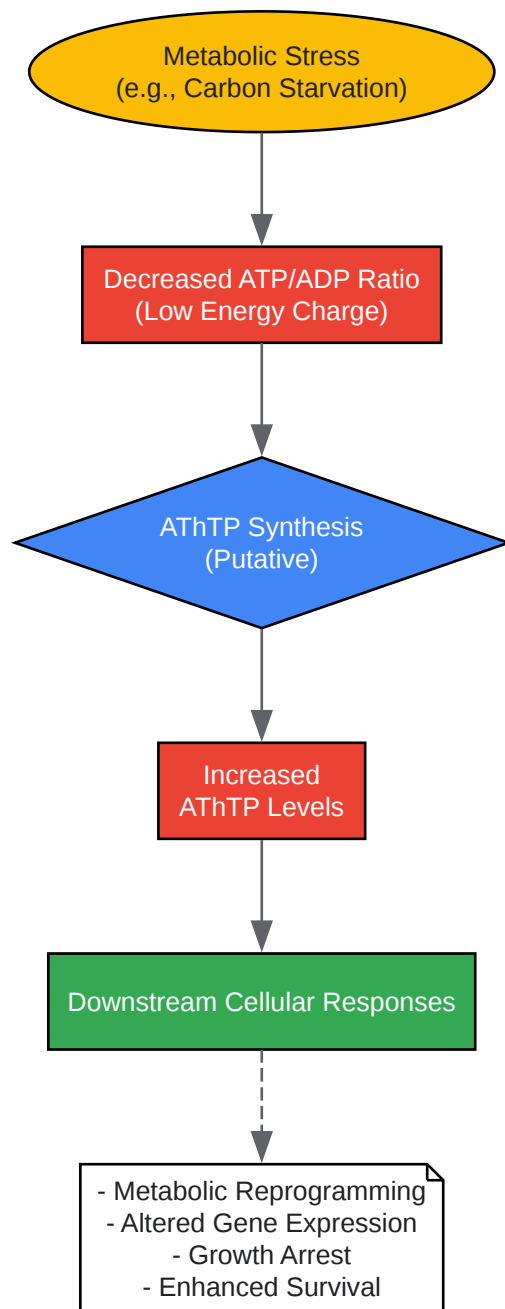 Metabolic Stress
(e.g., Carbon Starvation)
Decreased ATP/ADP Ratio
(Low Energy Charge)
AThTP Synthesis
(Putative)
Increased
AThTP Levels
Downstream Cellular Responses
- Metabolic Reprogramming
- Altered Gene Expression
- Growth Arrest
- Enhanced Survival